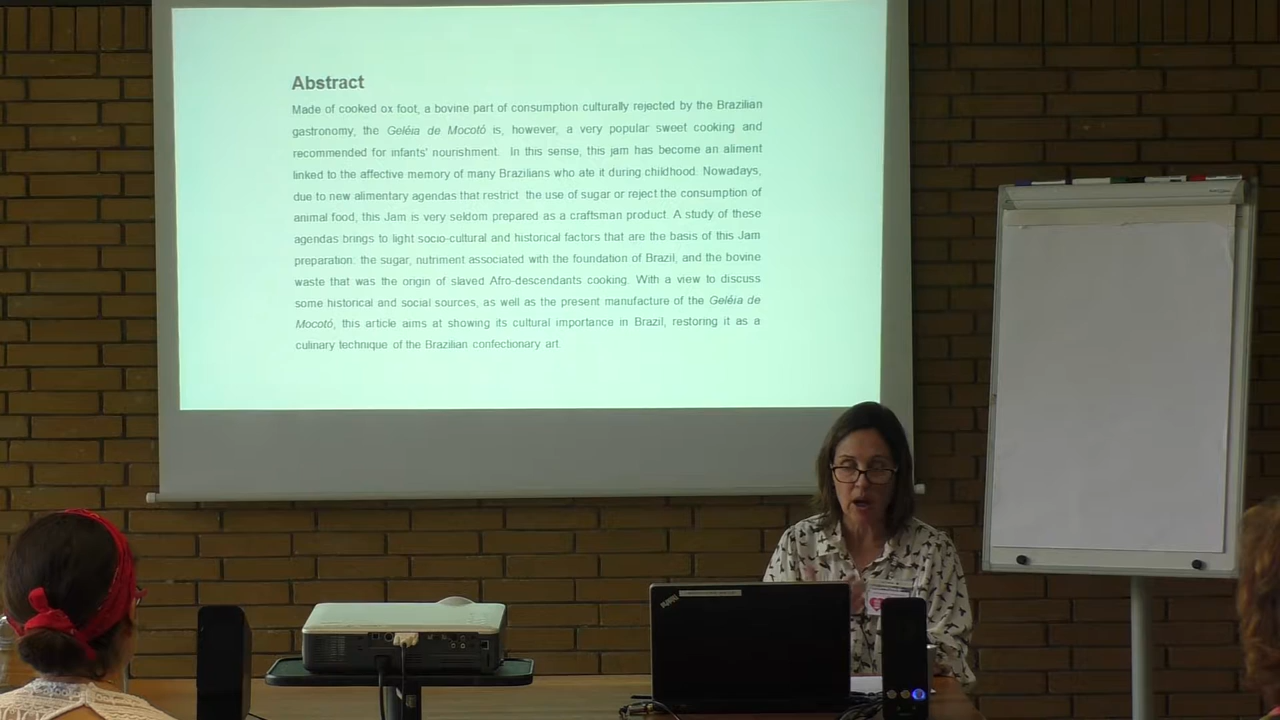 Abstract
Made of cooked ox foot, a bovine part of consumption culturally rejected by the Brazilian
gastronomy, the Geléia de Mocotó is, however, a very popular sweet cooking and
recommended for infants' nourishment. In this sense, this jam has become an aliment
linked to the affective memory of many Brazilians who ate it during childhood. Nowadays,
due to new alimentary agendas that restrict the use of sugar or reject the consumption of
animal food, this Jam is very seldom prepared as a craftsman product. A study of these
agendas brings to light socio-cultural and historical factors that are the basis of this Jam
preparation: the sugar, nutriment associated with the foundation of Brazil, and the bovine
waste that was the origin of slaved Afro-descendants cooking. With a view to discuss
some historical and social sources, as well as the present manufacture of the Geléia de
Mocotó, this article aims at showing its cultural importance in Brazil, restoring it as a
culinary technique of the Brazilian confectionary art.